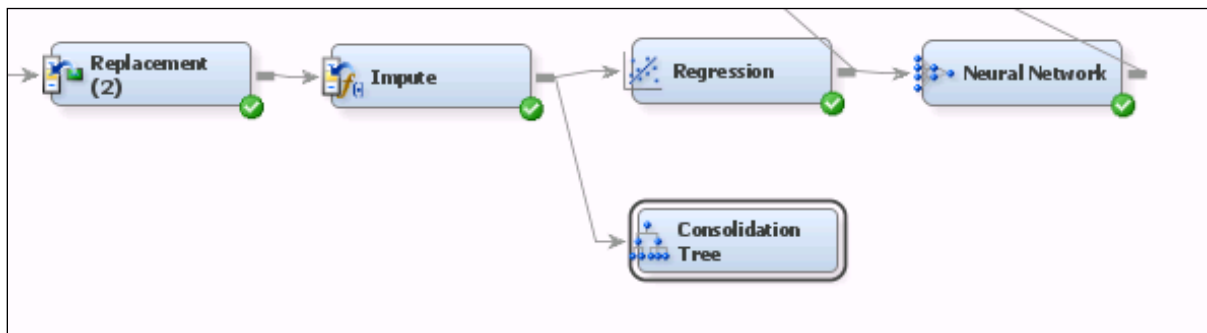 Replacement
(2)
Impute
Regression
Neural Network
Consolidation
Tree